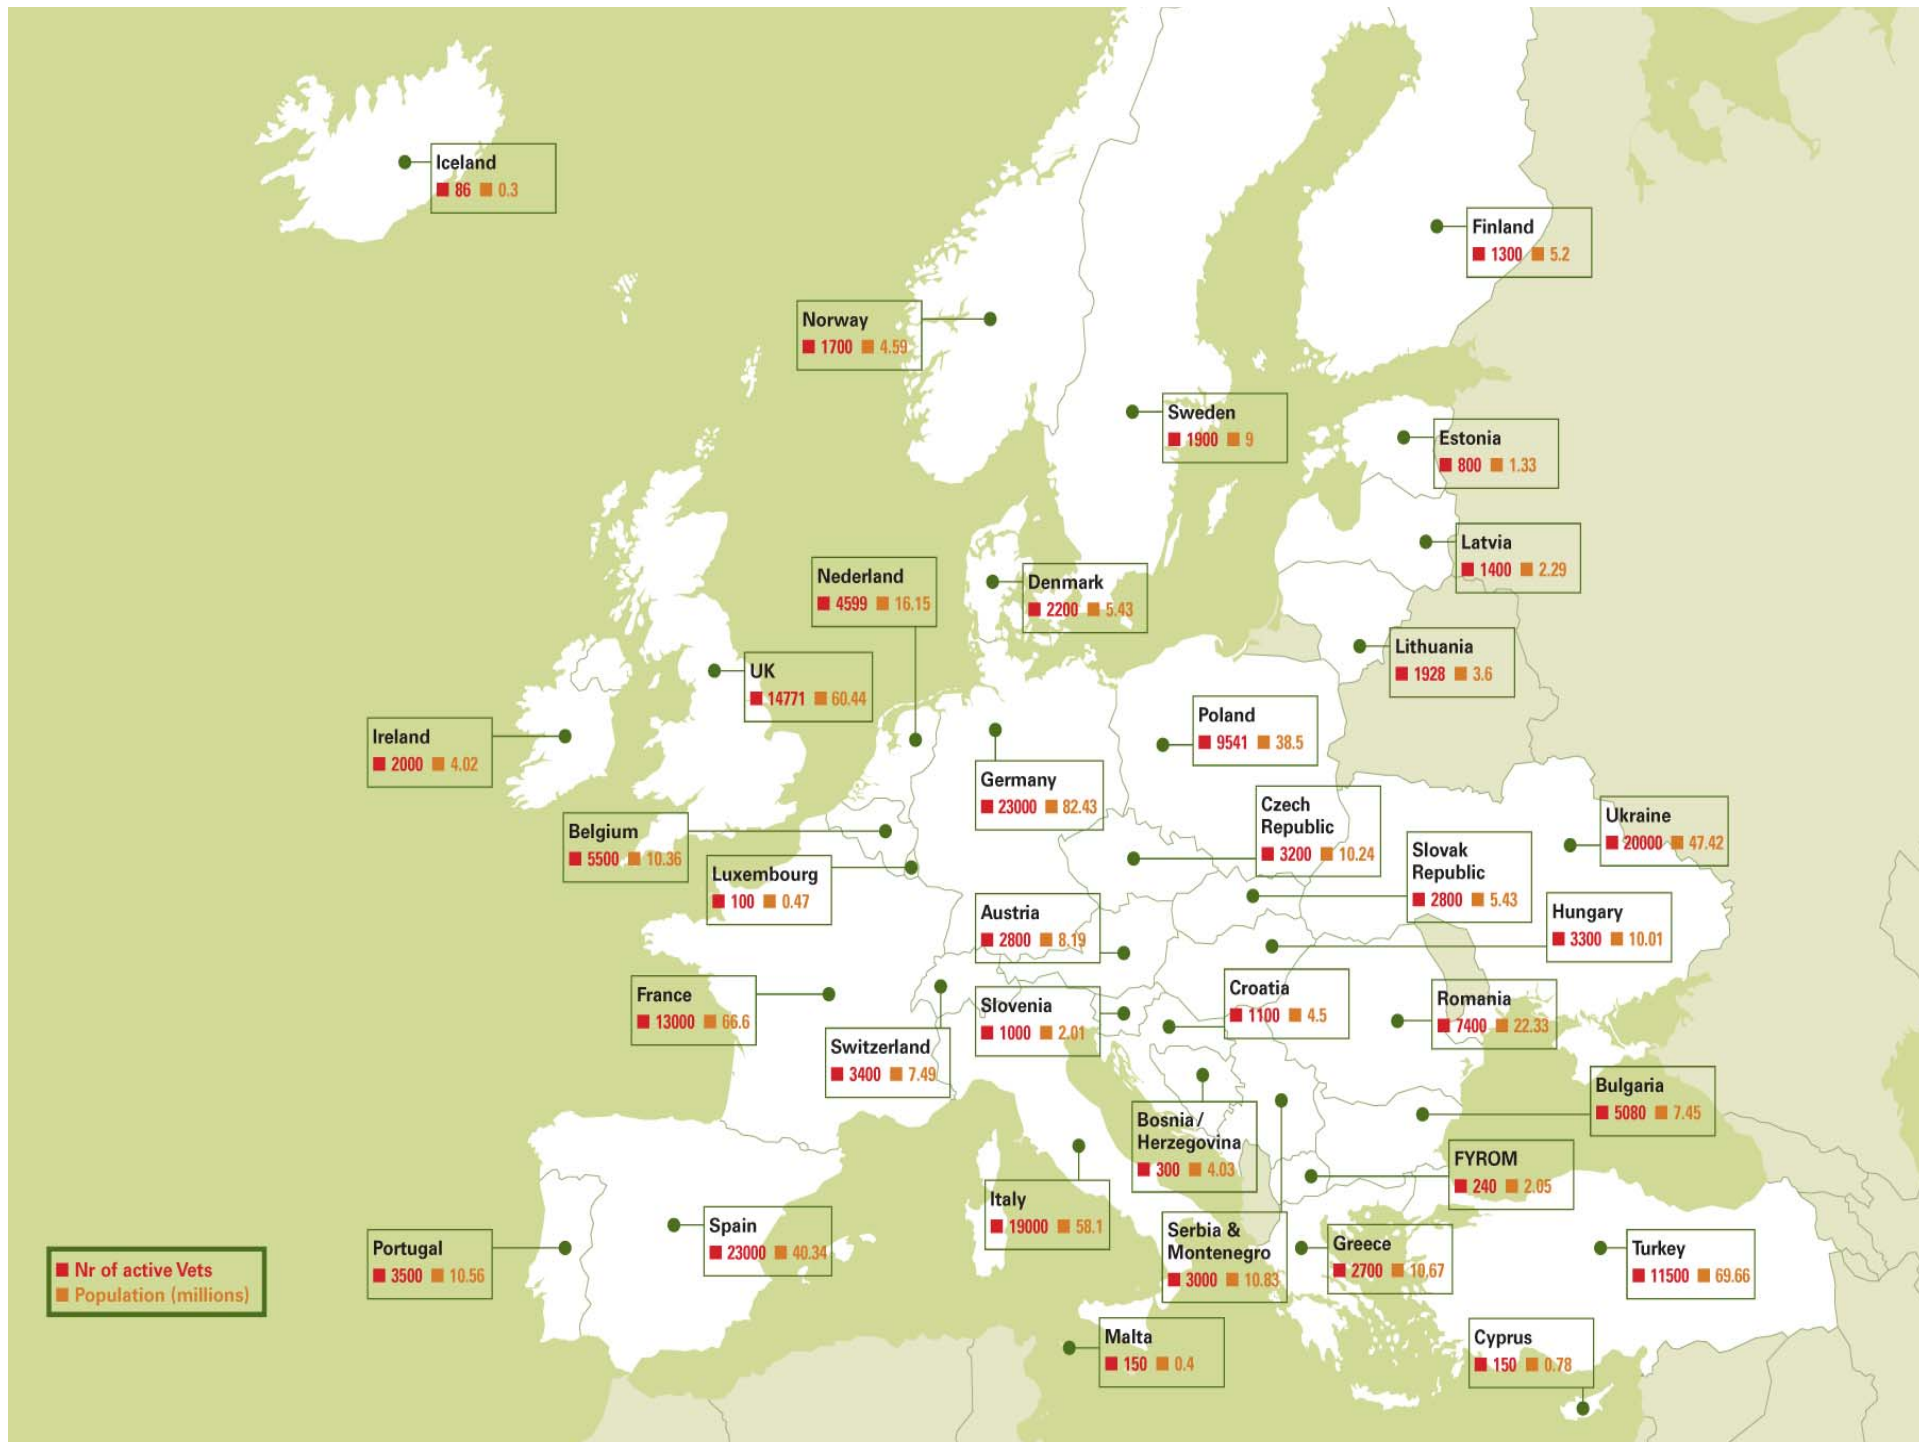 Iceland
86 0.3
Finland
1300 5.2
Norway
1700 4.59
Sweden
1900 9
Estonia
800 1.33
Latvia
1400 2.29
Nederland
4599 16.15
Denmark
2200 5.43
Lithuania
1928 3.6
UK
14771 60.44
Poland
9541 38.5
Ireland
2000 4.02
Germany
23000 82.43
Czech
Republic
3200 10.24
Ukraine
20000 47.42
Belgium
5500 10.36
Slovak
Republic
2800 5.43
Luxembourg
100 0.47
Austria
2800 8.19
Hungary
3300 10.01
France
13000 66.6
Croatia
1100 4.5
Romania
7400 22.33
Slovenia
1000 2.01
Switzerland
3400 7.49
Bulgaria
5080 7.45
Bosnia/
Herzegovina
300 4.03
FYROM
240 2.05
Italy
19000 58.1
Spain
23000 40.34
Serbia &
Montenegro
3000 10.83
Greece
2700 10,67
Portugal
3500 10.56
Turkey
11500 69.66
Nr of active Vets
Population (millions)
Malta
150 0.4
Cyprus
150 0.78